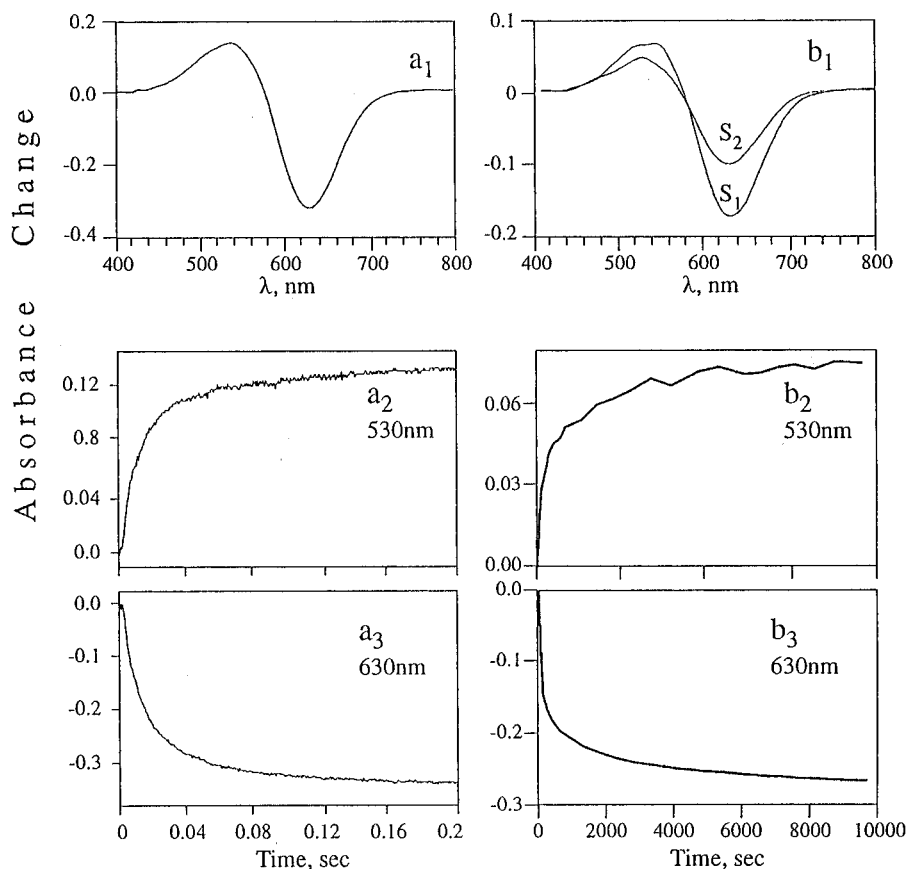 Absorbance Change
a1
0.2
0.0
-0.2
-0.4
400 500 600 700 800
λ, nm
b1
S2
S1
0.1
0
-0.1
-0.2
400 500 600 700 800
λ, nm
a2
530nm
0.12
0.8
0.04
0.0
b2
530nm
0.06
0.03
0.00
a3
630nm
0.0
-0.1
-0.2
-0.3
0 0.04 0.08 0.12 0.16 0.2
Time, sec
b3
630nm
0.0
-0.1
-0.2
-0.3
0 2000 4000 6000 8000 10000
Time, sec